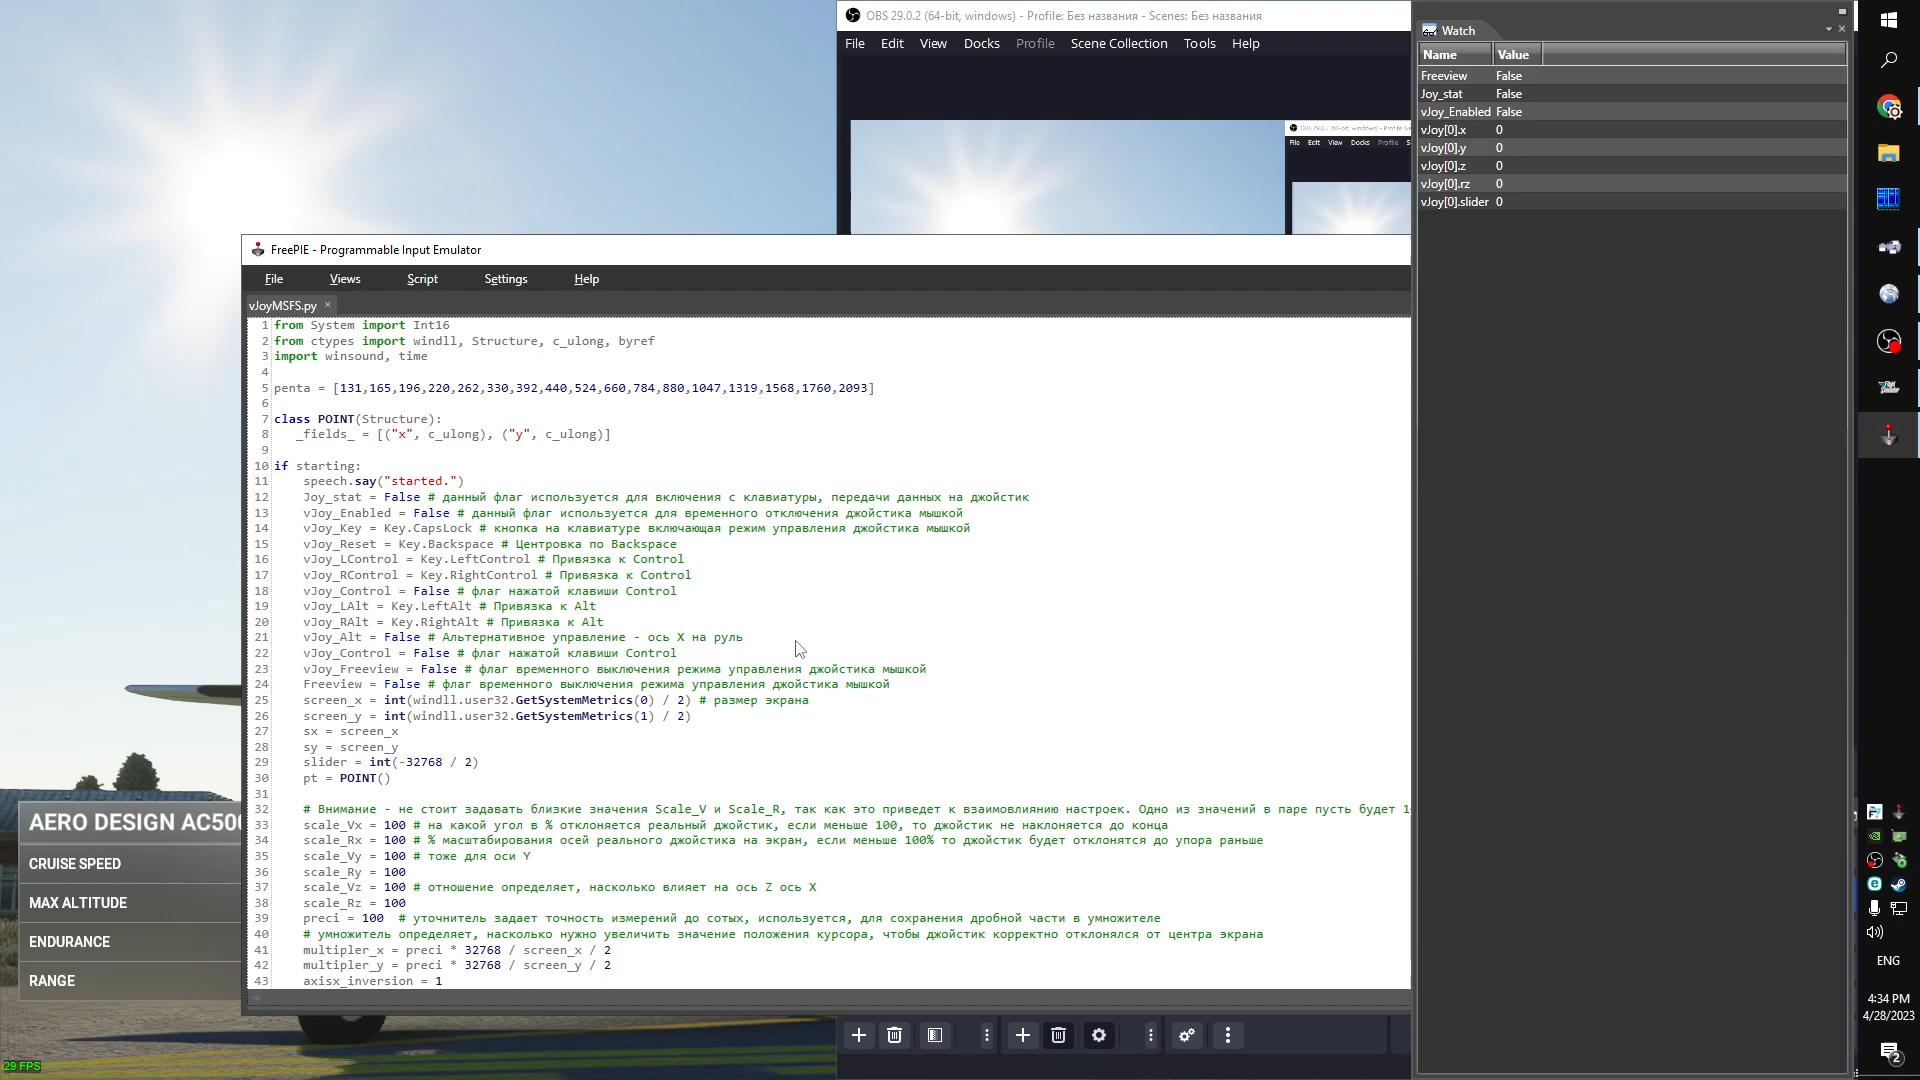 OBS 29.0.2 (64-bit, windows) - Profile: Без названия - Scenes: Без названия
File Edit View Docks Profile Scene Collection Tools Help
OBS 29.0.2 (64-bit, windows) - Profile:
File Edit View Docks Profile
Watch
Name Value
Freeview False
Joy_stat False
vJoy_Enabled False
vJoy[0].x 0
vJoy[0].y 0
vJoy[0].z 0
vJoy[0].rz 0
vJoy[0].slider 0
FreePIE - Programmable Input Emulator
File Views Script Settings Help
vJoyMSFS.py
1 from System import Int16
2 from ctypes import windll, Structure, c_ulong, byref
3 import winsound, time
4
5 penta = [131,165,196,220,262,330,392,440,524,660,784,880,1047,1319,1568,1760,2093]
6
7 class POINT(Structure):
8 _fields_ = [("x", c_ulong), ("y", c_ulong)]
9
10 if starting:
11 speech.say("started.")
12 Joy_stat = False # данный флаг используется для включения с клавиатуры, передачи данных на джойстик
13 vJoy_Enabled = False # данный флаг используется для временного отключения джойстика мышкой
14 vJoy_Key = Key.CapsLock # кнопка на клавиатуре включающая режим управления джойстика мышкой
15 vJoy_Reset = Key.Backspace # Центровка по Backspace
16 vJoy_LControl = Key.LeftControl # Привязка к Control
17 vJoy_RControl = Key.RightControl # Привязка к Control
18 vJoy_Control = False # флаг нажатой клавиши Control
19 vJoy_LAlt = Key.LeftAlt # Привязка к Alt
20 vJoy_RAlt = Key.RightAlt # Привязка к Alt
21 vJoy_Alt = False # Альтернативное управление - ось X на руль
22 vJoy_Control = False # флаг нажатой клавиши Control
23 vJoy_Freeview = False # флаг временного выключения режима управления джойстика мышкой
24 Freeview = False # флаг временного выключения режима управления джойстика мышкой
25 screen_x = int(windll.user32.GetSystemMetrics(0) / 2) # размер экрана
26 screen_y = int(windll.user32.GetSystemMetrics(1) / 2)
27 sx = screen_x
28 sy = screen_y
29 slider = int(-32768 / 2)
30 pt = POINT()
31
32 # Внимание - не стоит задавать близкие значения Scale_V и Scale_R, так как это приведет к взаимовлиянию настроек. Одно из значений в паре пусть будет 1
33 scale_Vx = 100 # на какой угол в % отклоняется реальный джойстик, если меньше 100, то джойстик не наклоняется до конца
34 scale_Rx = 100 # % масштабирования осей реального джойстика на экран, если меньше 100% то джойстик будет отклонятся до упора раньше
35 scale_Vy = 100 # тоже для оси Y
36 scale_Ry = 100
37 scale_Vz = 100 # отношение определяет, насколько влияет на ось Z ось X
38 scale_Rz = 100
39 preci = 100 # уточнитель задает точность измерений до сотых, используется, для сохранения дробной части в умножителе
40 # умножитель определяет, насколько нужно увеличить значение положения курсора, чтобы джойстик корректно отклонялся от центра экрана
41 multipler_x = preci * 32768 / screen_x / 2
42 multipler_y = preci * 32768 / screen_y / 2
43 axisx_inversion = 1
AERO DESIGN AC500
CRUISE SPEED
MAX ALTITUDE
ENDURANCE
RANGE
29 FPS
ENG
4:34 PM
4/28/2023
2